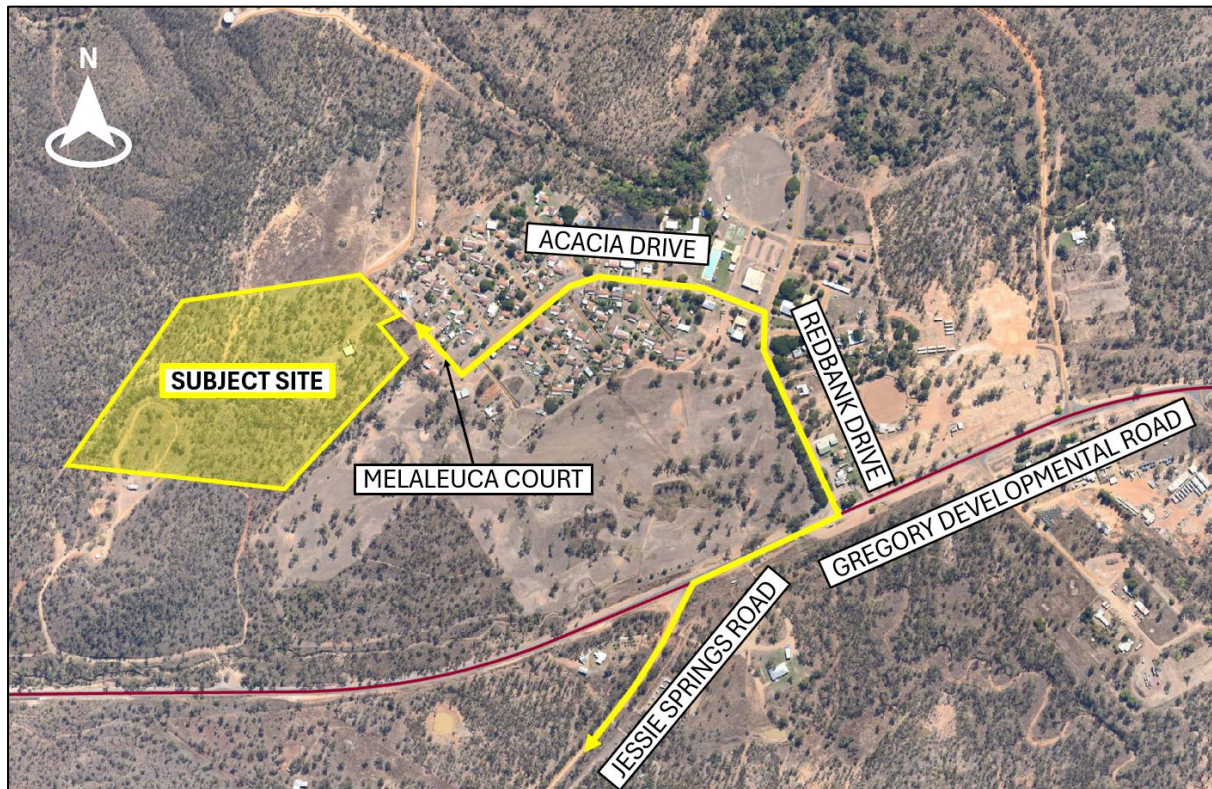 N
ACACIA DRIVE
SUBJECT SITE
REDBANK DRIVE
MELALEUCA COURT
GREGORY DEVELOPMENTAL ROAD
JESSIE SPRINGS ROAD